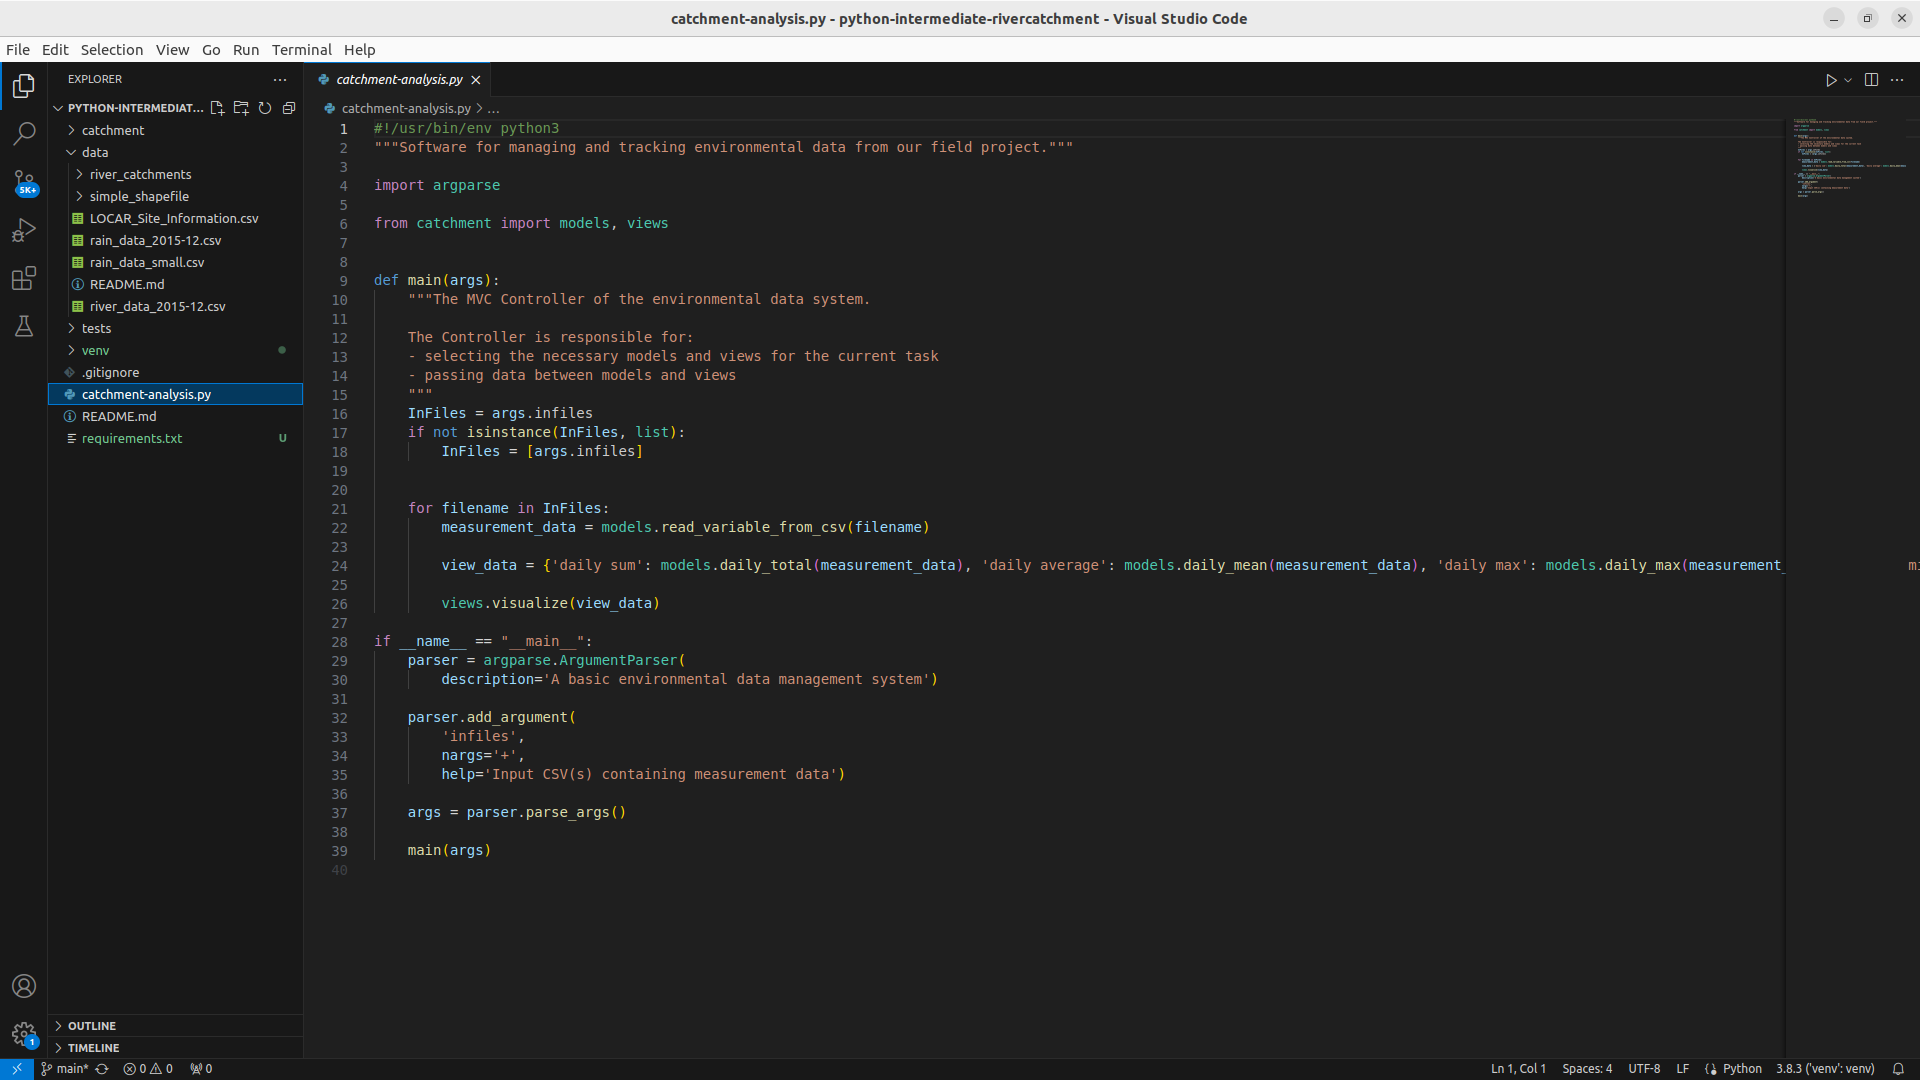 catchment-analysis.py - python-intermediate-rivercatchment - Visual Studio Code
File Edit Selection View Go Run Terminal Help
EXPLORER
PYTHON-INTERMEDIAT...
catchment
data
river_catchments
simple_shapefile
LOCAR_Site_Information.csv
rain_data_2015-12.csv
rain_data_small.csv
README.md
river_data_2015-12.csv
tests
venv
.gitignore
catchment-analysis.py
README.md
requirements.txt U
5K+
OUTLINE
TIMELINE
1
catchment-analysis.py
catchment-analysis.py > ...
1 #!/usr/bin/env python3
2 """Software for managing and tracking environmental data from our field project."""
3
4 import argparse
5
6 from catchment import models, views
7
8
9 def main(args):
10 """The MVC Controller of the environmental data system.
11
12 The Controller is responsible for:
13 - selecting the necessary models and views for the current task
14 - passing data between models and views
15 """
16 InFiles = args.infiles
17 if not isinstance(InFiles, list):
18 InFiles = [args.infiles]
19
20
21 for filename in InFiles:
22 measurement_data = models.read_variable_from_csv(filename)
23
24 view_data = {'daily sum': models.daily_total(measurement_data), 'daily average': models.daily_mean(measurement_data), 'daily max': models.daily_max(measurement_
25
26 views.visualize(view_data)
27
28 if __name__ == "__main__":
29 parser = argparse.ArgumentParser(
30 description='A basic environmental data management system')
31
32 parser.add_argument(
33 'infiles',
34 nargs='+',
35 help='Input CSV(s) containing measurement data')
36
37 args = parser.parse_args()
38
39 main(args)
40
main* 0 0 0 Ln 1, Col 1 Spaces: 4 UTF-8 LF Python 3.8.3 ('venv': venv)